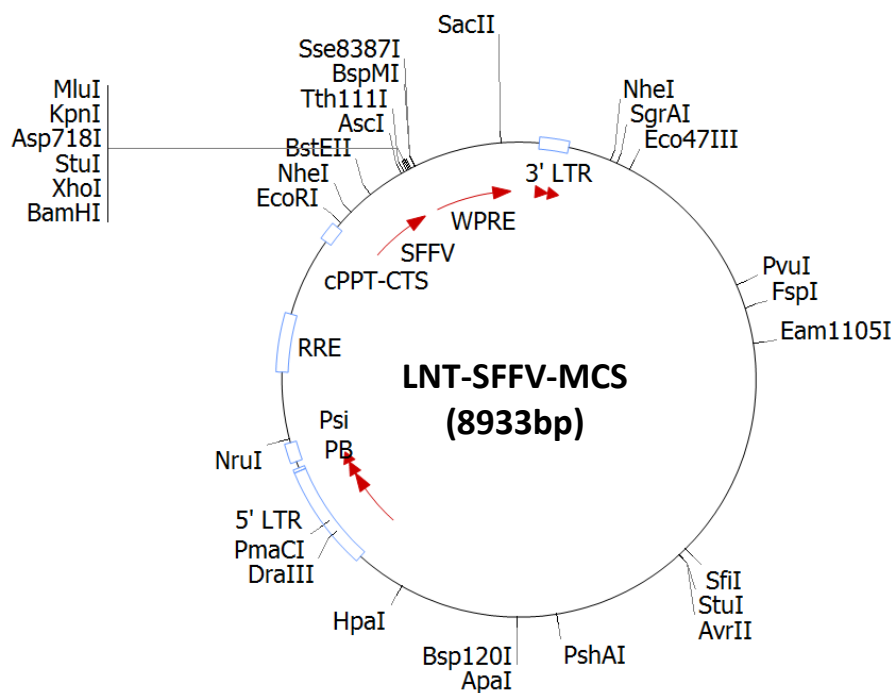 SacII
Sse8387I
BspMI
Tth111I
AscI
MluI
KpnI
Asp718I
StuI
XhoI
BamHI
BstEII
NheI
EcoRI
NheI
SgrAI
Eco47III
3' LTR
WPRE
SFFV
cPPT-CTS
PvuI
FspI
Eam1105I
RRE
LNT-SFFV-MCS
(8933bp)
Psi
PB
NruI
5' LTR
PmaCI
DraIII
HpaI
Bsp120I
ApaI
PshAI
SfiI
StuI
AvrII